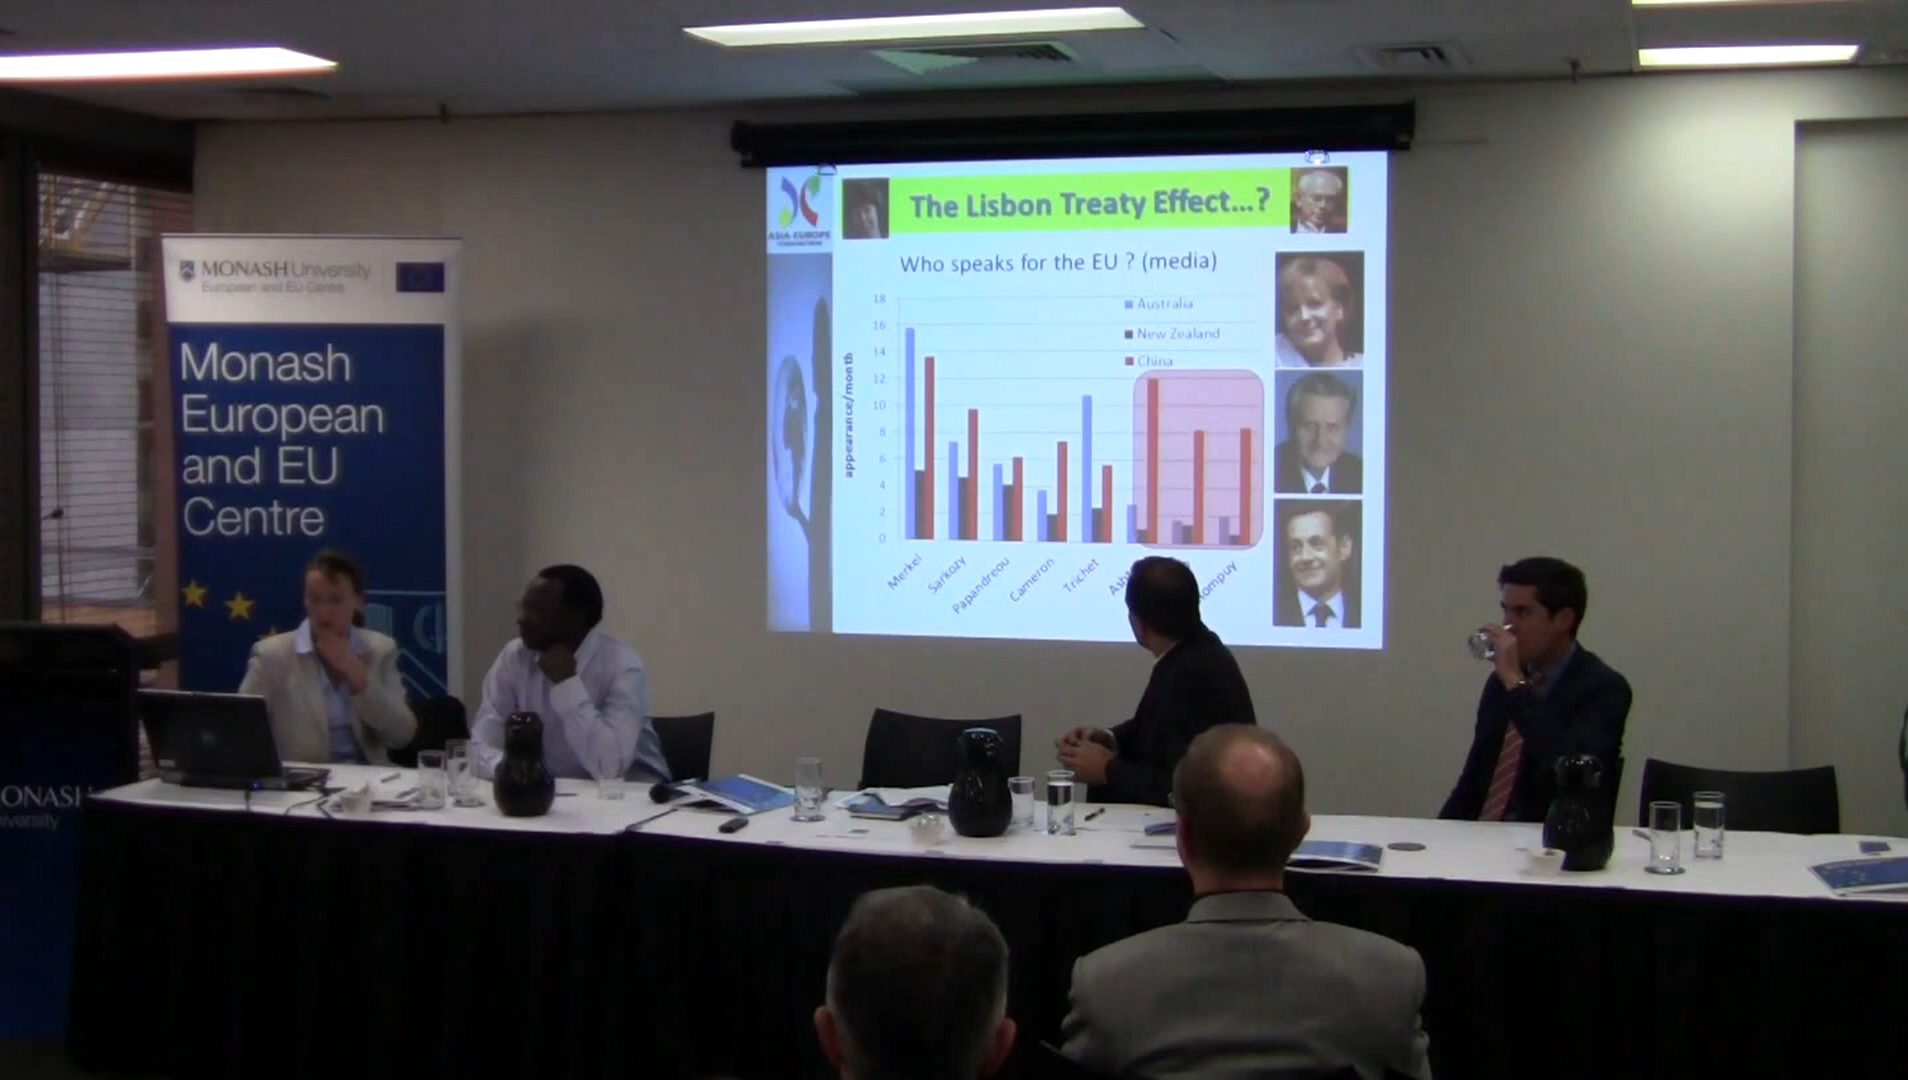 MONASH University
European and EU Centre
Monash
European
and EU
Centre
ASIA-EUROPE
The Lisbon Treaty Effect...?
Who speaks for the EU ? (media)
appearance/month
18
16
14
12
10
8
6
4
2
0
Australia
New Zealand
China
Merkel
Sarkozy
Papandreou
Cameron
Trichet